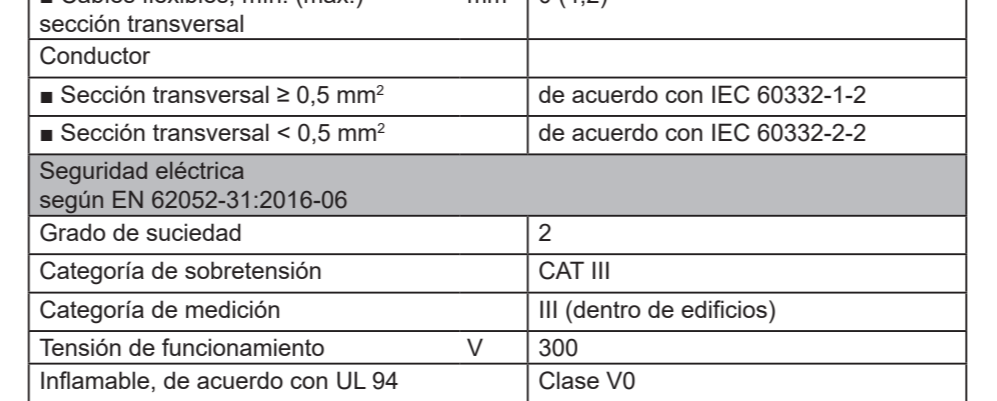 sección transversal
Conductor
■ Sección transversal ≥ 0,5 mm² de acuerdo con IEC 60332-1-2
■ Sección transversal < 0,5 mm² de acuerdo con IEC 60332-2-2
Seguridad eléctrica
según EN 62052-31:2016-06
Grado de suciedad 2
Categoría de sobretensión CAT III
Categoría de medición III (dentro de edificios)
Tensión de funcionamiento V 300
Inflamable, de acuerdo con UL 94 Clase V0